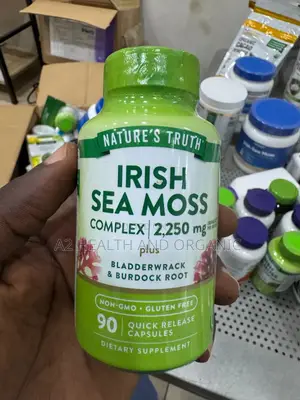 NATURE'S TRUTH
IRISH
SEA MOSS
COMPLEX 2,250 mg
plus
BLADDERWRACK
& BURDOCK ROOT
NON-GMO • GLUTEN FREE
90 QUICK RELEASE
CAPSULES
DIETARY SUPPLEMENT
A2 HEALTH AND ORGANIC